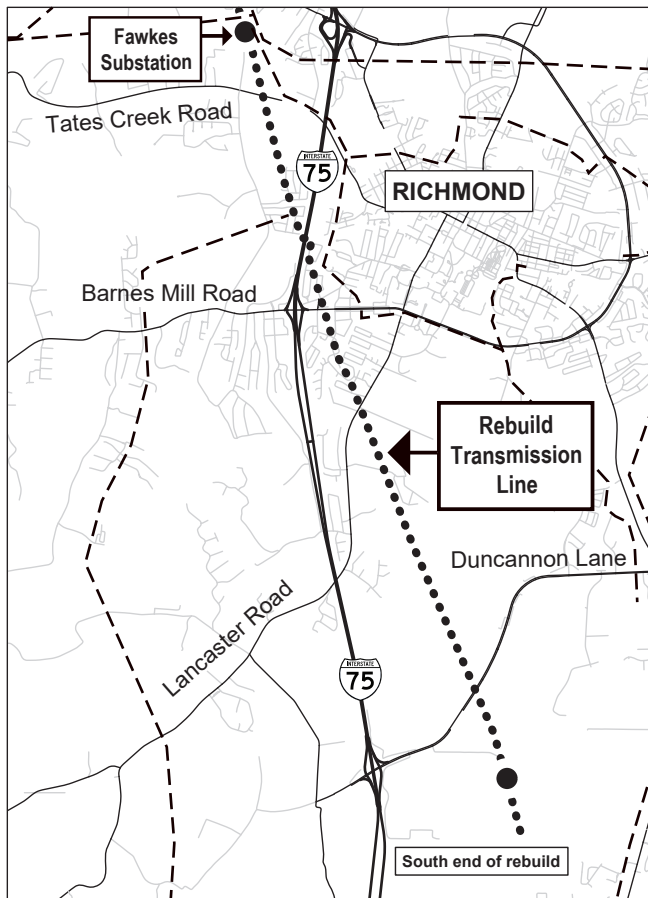 Fawkes
Substation
Tates Creek Road
INTERSTATE
75
RICHMOND
Barnes Mill Road
Rebuild
Transmission
Line
Duncannon Lane
Lancaster Road
INTERSTATE
75
South end of rebuild